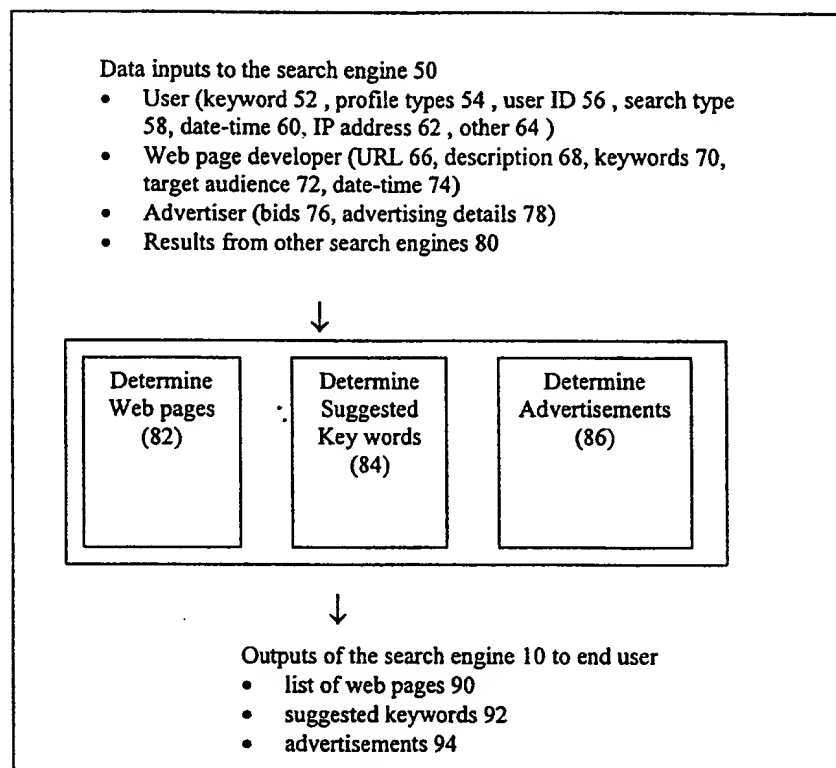 Data inputs to the search engine 50
• User (keyword 52 , profile types 54 , user ID 56 , search type
58, date-time 60, IP address 62 , other 64 )
• Web page developer (URL 66, description 68, keywords 70,
target audience 72, date-time 74)
• Advertiser (bids 76, advertising details 78)
• Results from other search engines 80
Determine
Web pages
(82)
Determine
Suggested
Key words
(84)
Determine
Advertisements
(86)
Outputs of the search engine 10 to end user
• list of web pages 90
• suggested keywords 92
• advertisements 94